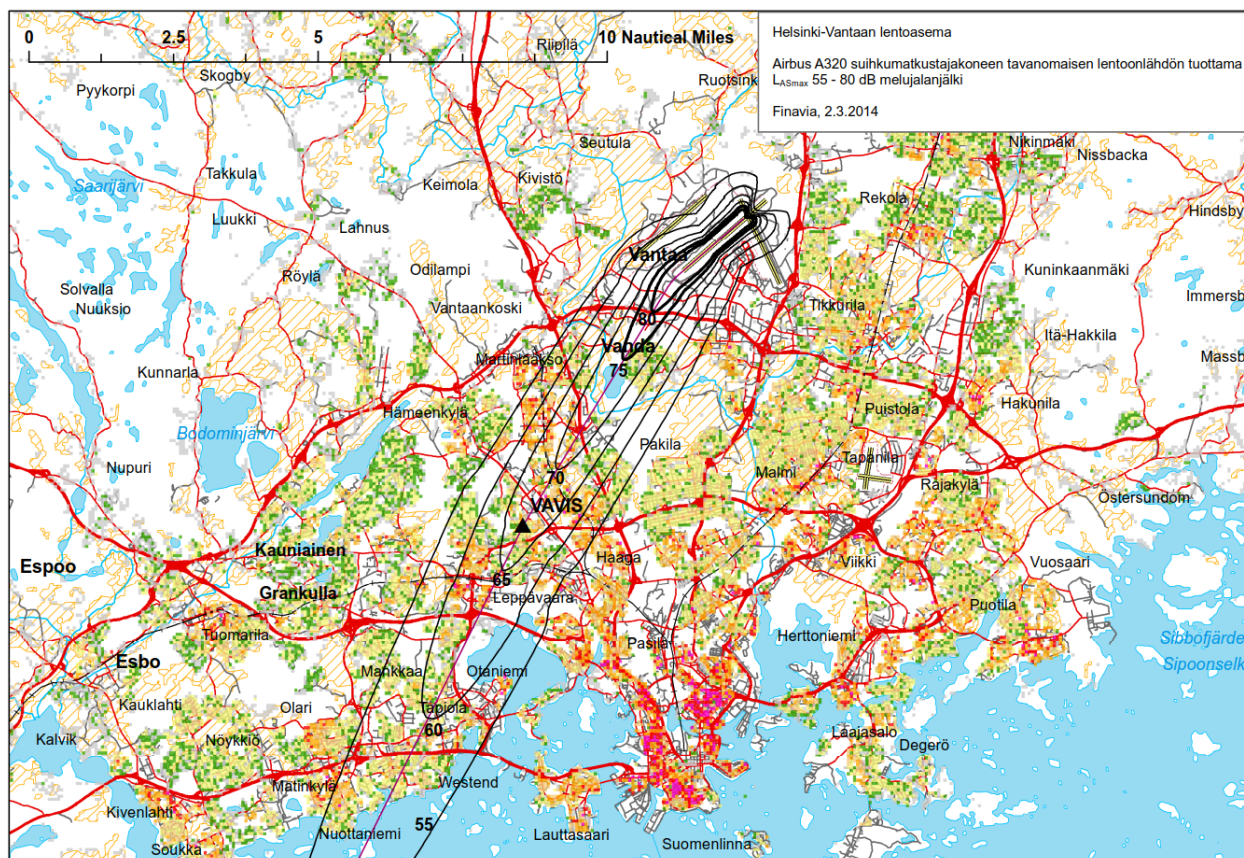 0 2.5 5 10 Nautical Miles
Helsinki-Vantaan lentoasema
Airbus A320 suihkumatkustajakoneen tavanomaisen lentoonlähdön tuottama
LASmax 55 - 80 dB melujalanjälki
Finavia, 2.3.2014
Riipilä
Skogby
Ruotsink
Pyykorpi
Seutula
Nikinmäki
Nissbacka
Takkula
Keimola
Kivistö
Saarijärvi
Rekola
Luukki
Hindsby
Lahnus
Vantaa
Odilampi
Röylä
Kuninkaanmäki
Solvalla
Nuuksio
Vantaankoski
Immersb
Tikkurila
80
Itä-Hakkila
Vanda
Martinlaakso
Massb
75
Kunnarla
Hakunila
Hämeenkylä
Puistola
Bodominjärvi
Pakila
Tapanila
Nupuri
Malmi
70
Rajakylä
Östersundom
VAVIS
Kauniainen
Haaga
Viikki
Vuosaari
Espoo
65
Grankulla
Leppävaara
Puotila
Tuomarila
Herttoniemi
Pasila
Sibbofjärde
Esbo
Sipoonselk
Mankkaa
Otaniemi
Kauklahti
Olari
Tapiola
60
Laajasalo
Kalvik
Nöykkiö
Degerö
Matinkylä
Westend
Kivenlahti
55
Nuottaniemi
Lauttasaari
Suomenlinna
Soukka